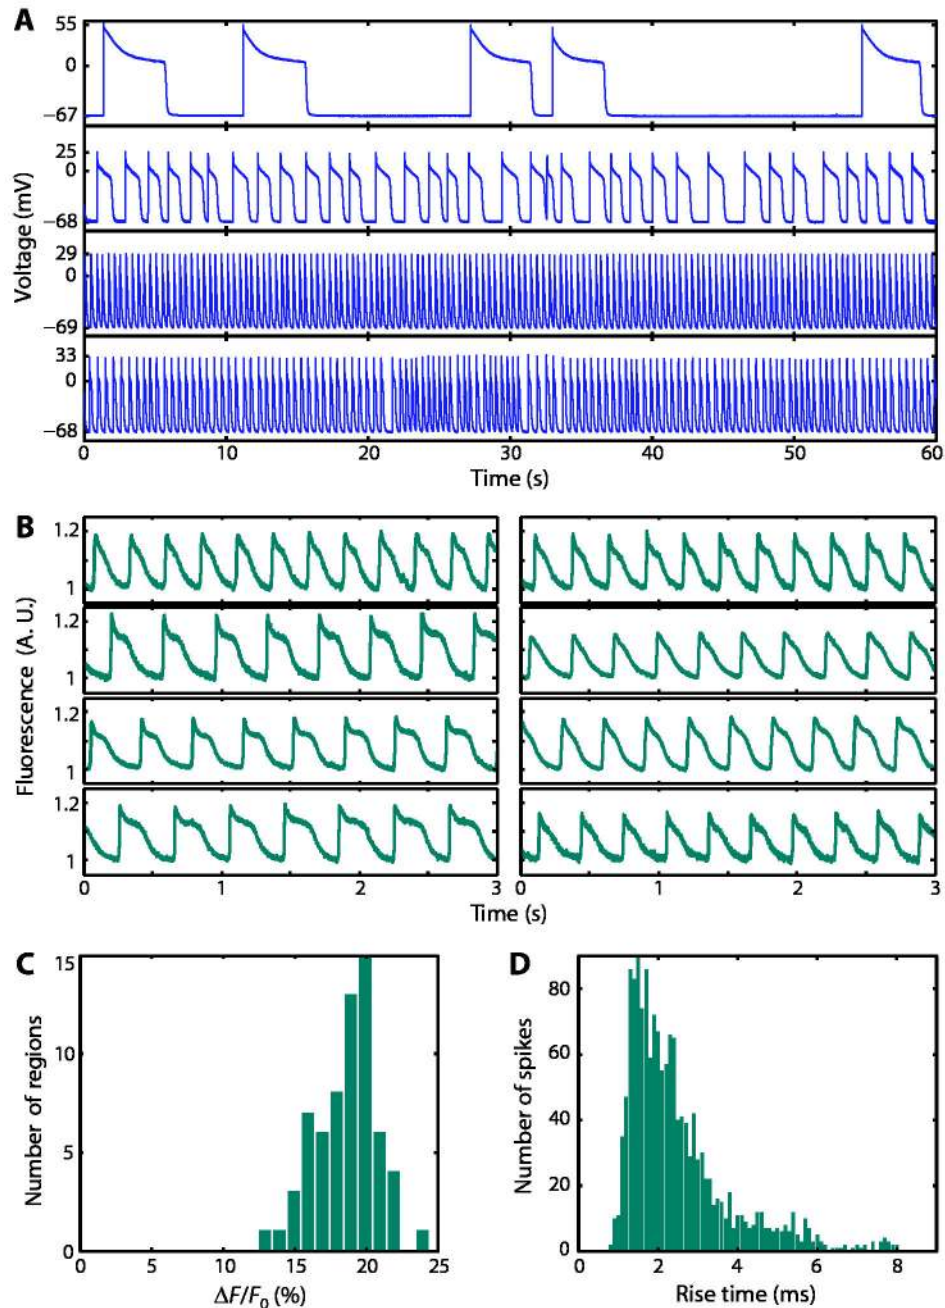 A
55
0
−67
25
0
−68
29
0
−69
33
0
−68
Voltage (mV)
0 10 20 30 40 50 60
Time (s)
B
1.2
1
1.2
1
1.2
1
1.2
1
Fluorescence (A. U.)
0 1 2 3 0 1 2 3
Time (s)
C
15
10
5
0
Number of regions
0 5 10 15 20 25
ΔF/F0 (%)
D
80
60
40
20
0
Number of spikes
0 2 4 6 8
Rise time (ms)